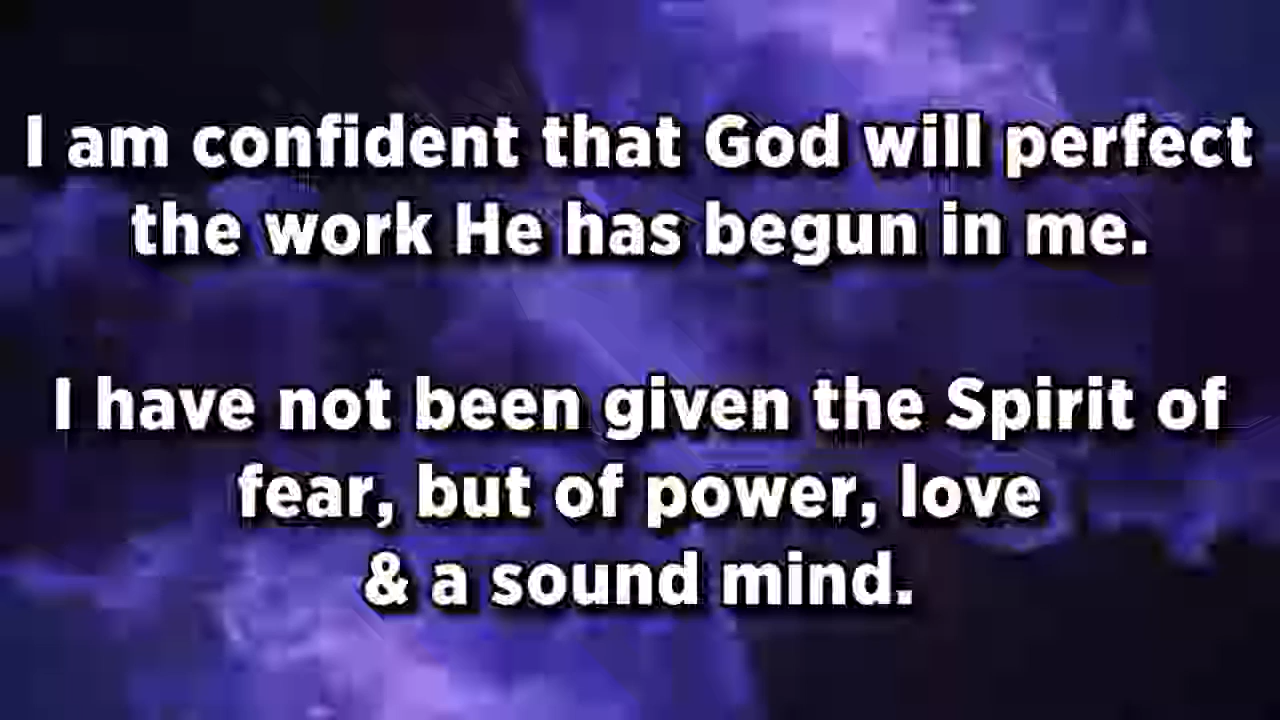 I am confident that God will perfect
the work He has begun in me.
I have not been given the Spirit of
fear, but of power, love
& a sound mind.